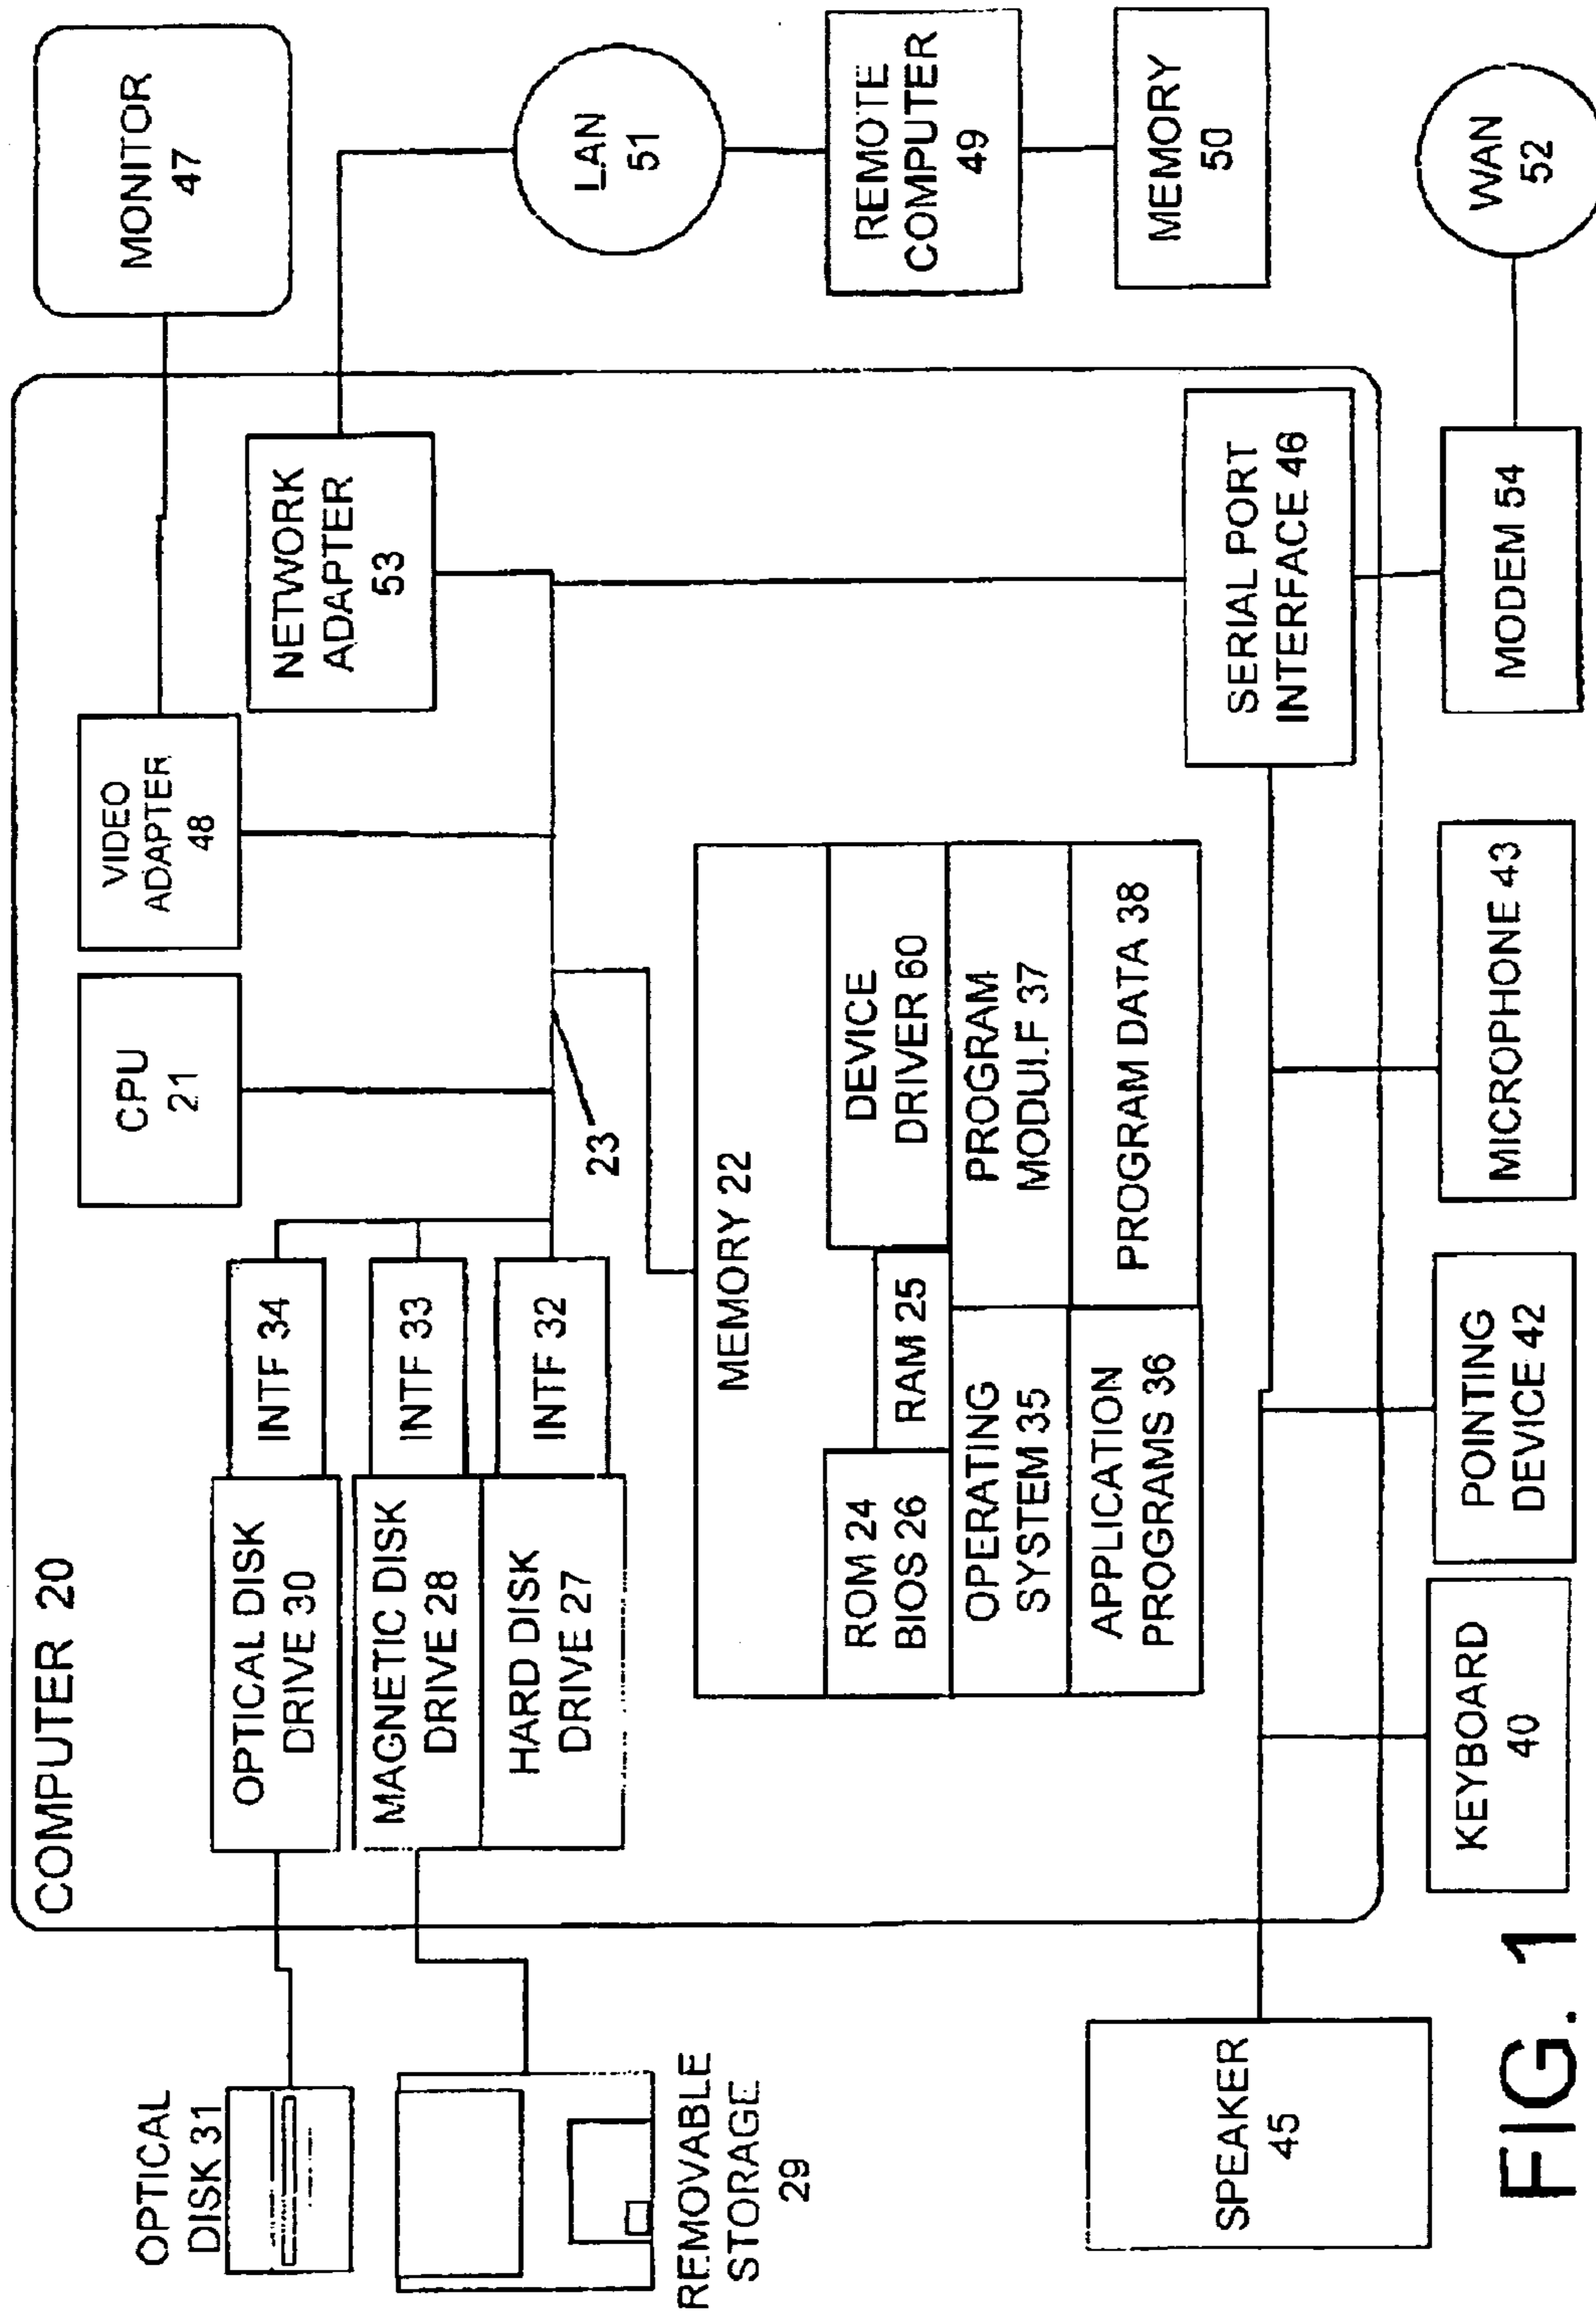 COMPUTER 20
MONITOR
47
VIDEO
ADAPTER
48
CPU
21
NETWORK
ADAPTER
53
LAN
51
REMOTE
COMPUTER
49
MEMORY
50
WAN
52
OPTICAL
DISK 31
OPTICAL DISK
DRIVE 30
INTF 34
MAGNETIC DISK
DRIVE 28
INTF 33
HARD DISK
DRIVE 27
INTF 32
23
REMOVABLE
STORAGE
29
MEMORY 22
ROM 24
BIOS 26
RAM 25
DEVICE
DRIVER 60
OPERATING
SYSTEM 35
PROGRAM
MODULE 37
APPLICATION
PROGRAMS 36
PROGRAM DATA 38
SERIAL PORT
INTERFACE 46
SPEAKER
45
KEYBOARD
40
POINTING
DEVICE 42
MICROPHONE 43
MODEM 54
FIG. 1